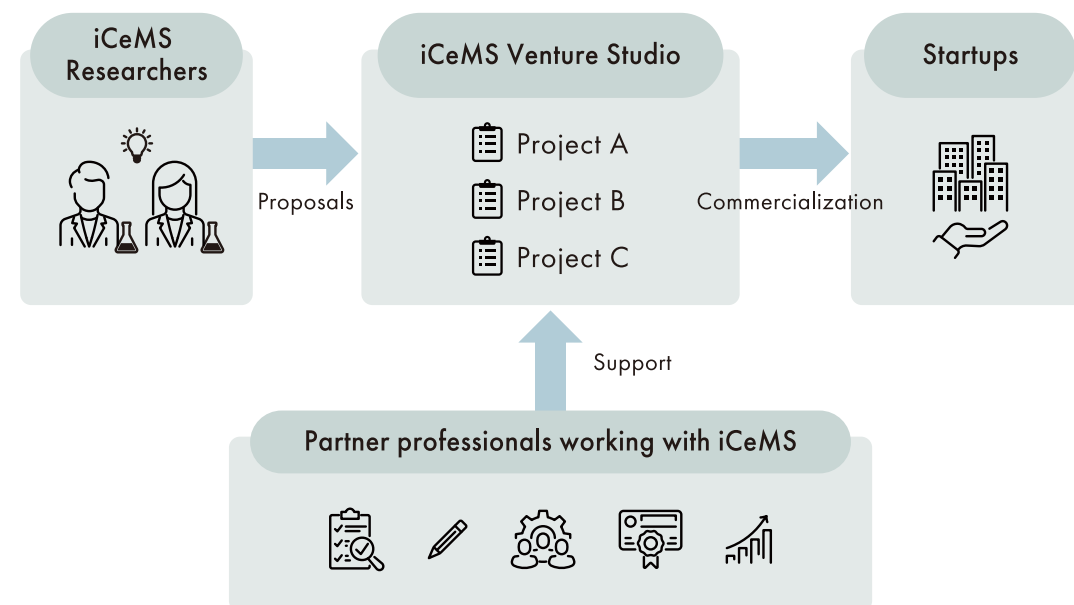 iCeMS
Researchers
Proposals
iCeMS Venture Studio
Project A
Project B
Project C
Commercialization
Startups
Support
Partner professionals working with iCeMS